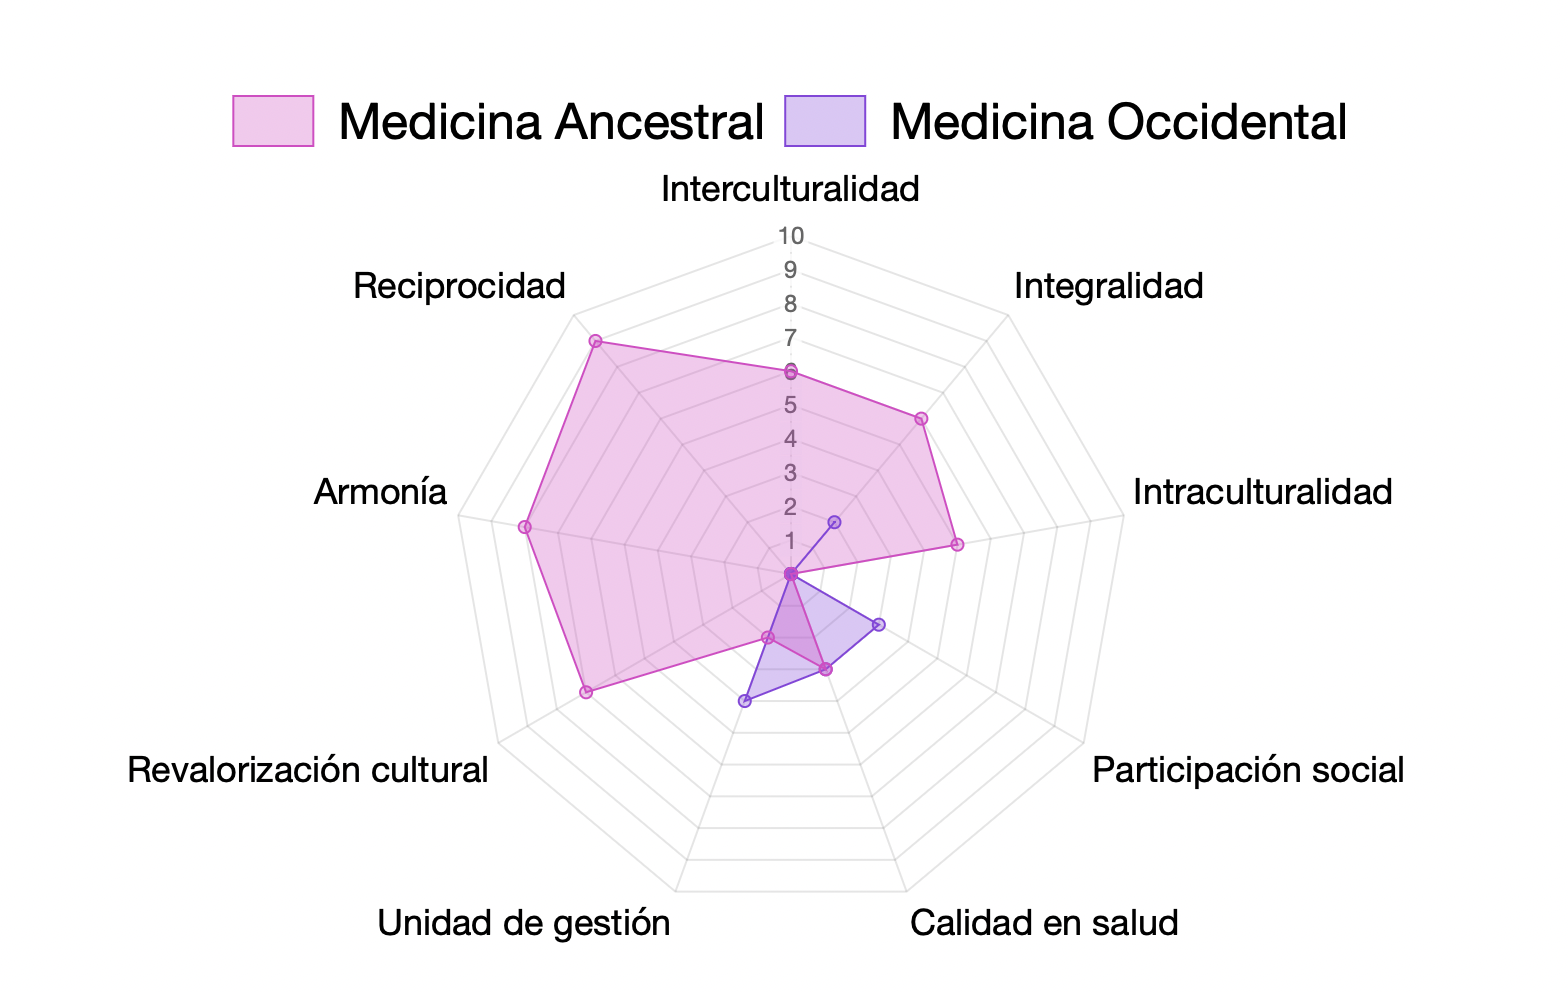 Medicina Ancestral Medicina Occidental
Interculturalidad
10
9
8
7
6
5
4
3
2
1
Reciprocidad
Integralidad
Armonía
Intraculturalidad
Revalorización cultural
Participación social
Unidad de gestión
Calidad en salud